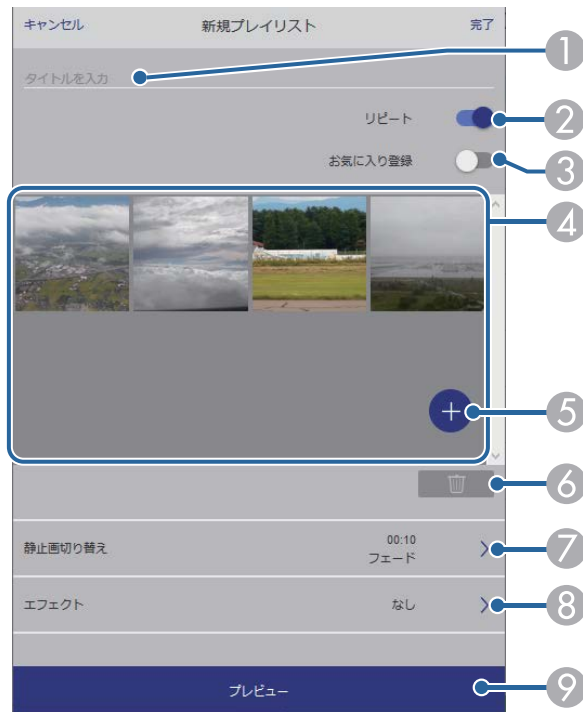 キャンセル 新規プレイリスト 完了
タイトルを入力 1
リピート 2
お気に入り登録 3
4
+ 5
6
静止画切り替え 00:10 フェード 7
エフェクト なし 8
プレビュー 9